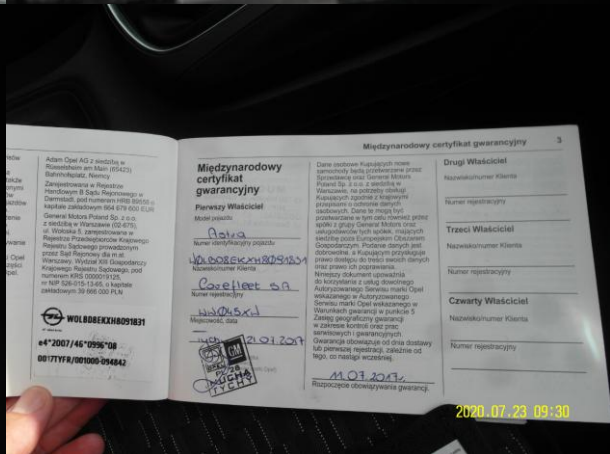 Adam Opel AG z siedzibą w
Rüsselsheim am Main (65423)
Bahnhofsplatz, Niemcy
Zarejestrowana w Rejestrze
Handlowym B Sądu Rejonowego w
Darmstadt, pod numerem HRB 89558 o
kapitale zakładowym 864 679 600 EUR
General Motors Poland Sp. z o.o.
z siedzibą w Warszawie (02-675),
ul. Wołoska 5, zarejestrowana w
Rejestrze Przedsiębiorców Krajowego
Rejestru Sądowego prowadzonym
przez Sąd Rejonowy dla m.st.
Warszawy, Wydział XIII Gospodarczy
Krajowego Rejestru Sądowego, pod
numerem KRS 0000019125,
nr NIP 526-015-13-65, o kapitale
zakładowym 39 666 000 PLN
W0LBD8EKXH8091831
e4*2007/46*0996*08
0017TYFR/001000-094842
Międzynarodowy certyfikat gwarancyjny 3
Międzynarodowy
certyfikat
gwarancyjny
Pierwszy Właściciel
Model pojazdu
Astra
Numer identyfikacyjny pojazdu
W0LBD8EKXH8091831
Nazwisko/numer Klienta
Carefleet SA
Numer rejestracyjny
Miejscowość, data
21.07.2017
GM
MUCHA
TYCHY
Dane osobowe Kupujących nowe
samochody będą przetwarzane przez
Sprzedawcę oraz General Motors
Poland Sp. z o.o. z siedzibą w
Warszawie, na potrzeby obsługi
Kupujących zgodnie z krajowymi
przepisami o ochronie danych
osobowych. Dane te mogą być
przetwarzane w tym celu również przez
spółki z grupy General Motors oraz
usługodawców tych spółek, mających
siedzibę poza Europejskim Obszarem
Gospodarczym. Podanie danych jest
dobrowolne, a Kupującym przysługuje
prawo dostępu do treści swoich danych
oraz prawo ich poprawiania.
Niniejszy dokument upoważnia
do korzystania z usług dowolnego
Autoryzowanego Serwisu marki Opel
wskazanego w Autoryzowanego
Serwisu marki Opel wskazanego w
Warunkach gwarancji w punkcie 5
Zasięg geograficzny gwarancji
w zakresie kontroli oraz prac
serwisowych i gwarancyjnych.
Gwarancja obowiązuje od dnia dostawy
lub pierwszej rejestracji, zależnie od
tego, co nastąpi wcześniej.
11.07.2017.
Rozpoczęcie obowiązywania gwarancji.
Drugi Właściciel
Nazwisko/numer Klienta
Numer rejestracyjny
Trzeci Właściciel
Nazwisko/numer Klienta
Numer rejestracyjny
Czwarty Właściciel
Nazwisko/numer Klienta
Numer rejestracyjny
2020.07.23 09:30